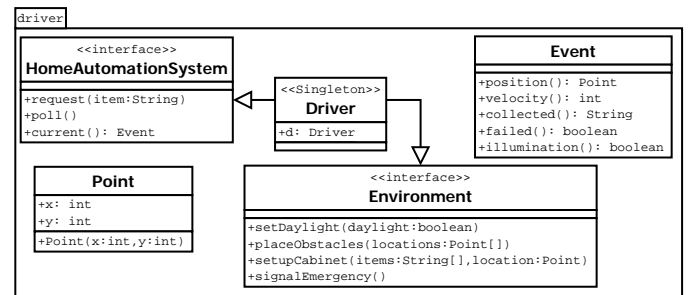 driver
<<interface>>
HomeAutomationSystem
+request(item:String)
+poll()
+current(): Event
<<Singleton>>
Driver
+d: Driver
Event
+position(): Point
+velocity(): int
+collected(): String
+failed(): boolean
+illumination(): boolean
Point
+x: int
+y: int
+Point(x:int,y:int)
<<interface>>
Environment
+setDaylight(daylight:boolean)
+placeObstacles(locations:Point[])
+setupCabinet(items:String[],location:Point)
+signalEmergency()